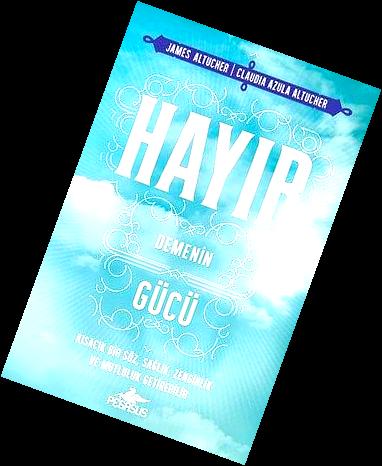 JAMES ALTUCHER | CLAUDIA AZULA ALTUCHER
HAYIR
DEMENİN
GÜCÜ
KISACIK BİR SÖZ, SAĞLIK, ZENGİNLİK
VE MUTLULUK GETİREBİLİR
PEGASUS